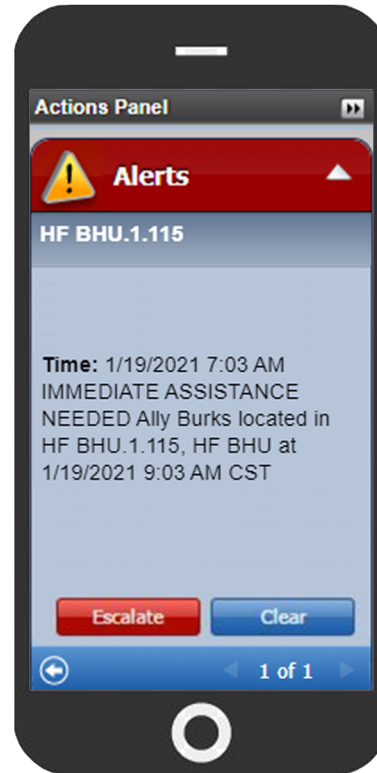 Actions Panel
Alerts
HF BHU.1.115
Time: 1/19/2021 7:03 AM
IMMEDIATE ASSISTANCE
NEEDED Ally Burks located in
HF BHU.1.115, HF BHU at
1/19/2021 9:03 AM CST
Escalate Clear
1 of 1